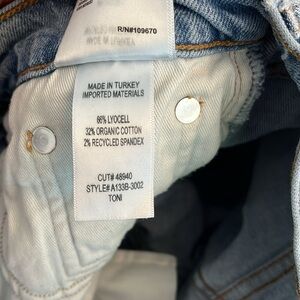 R/N#109670
MADE IN TURKEY
IMPORTED MATERIALS
66% LYOCELL
32% ORGANIC COTTON
2% RECYCLED SPANDEX
CUT# 48940
STYLE# A133B-3002
TONI